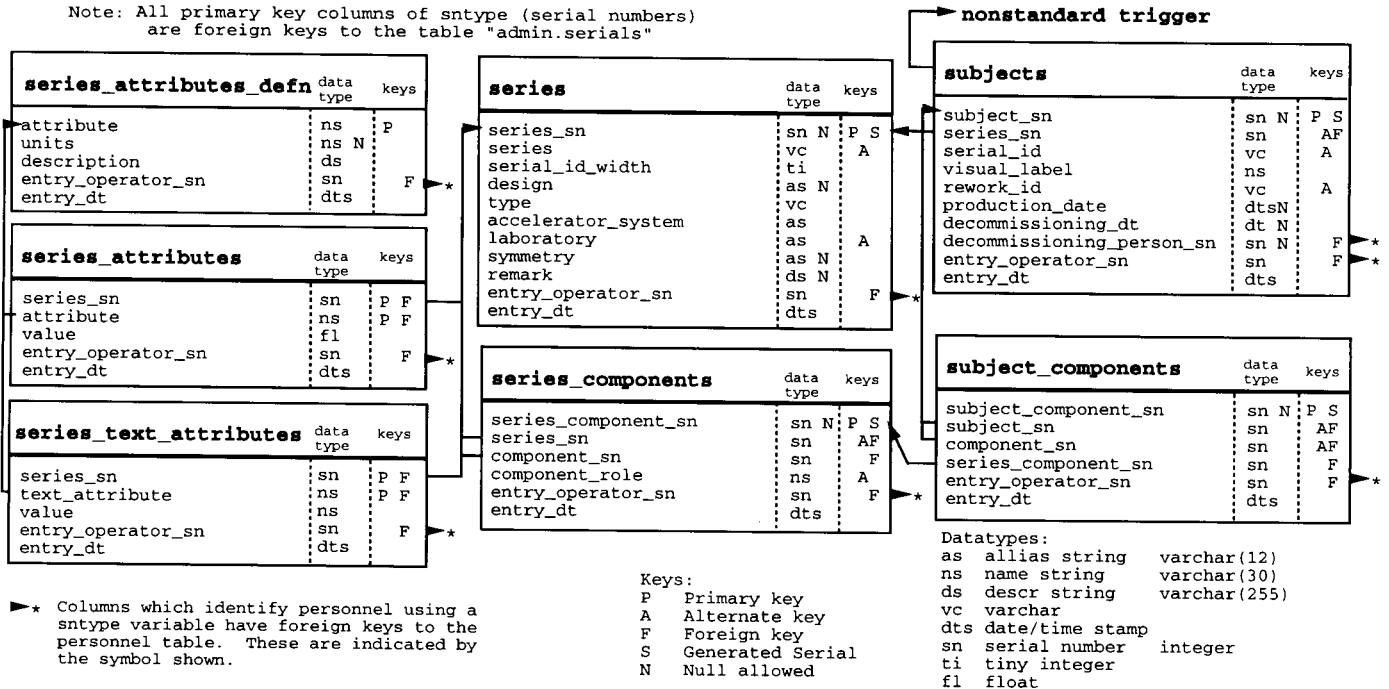 Note: All primary key columns of sntype (serial numbers)
are foreign keys to the table "admin.serials"
nonstandard trigger
series_attributes_defn data type keys
attribute ns P
units ns N
description ds
entry_operator_sn sn F *
entry_dt dts
series_attributes data type keys
series_sn sn P F
attribute ns P F
value fl
entry_operator_sn sn F *
entry_dt dts
series_text_attributes data type keys
series_sn sn P F
text_attribute ns P F
value ns
entry_operator_sn sn F *
entry_dt dts
series data type keys
series_sn sn N P S
series vc A
serial_id_width ti
design as N
type vc
accelerator_system as
laboratory as A
symmetry as N
remark ds N
entry_operator_sn sn F *
entry_dt dts
series_components data type keys
series_component_sn sn N P S
series_sn sn AF
component_sn sn F
component_role ns A
entry_operator_sn sn F *
entry_dt dts
subjects data type keys
subject_sn sn N P S
series_sn sn AF
serial_id vc A
visual_label ns
rework_id vc A
production_date dtsN
decommissioning_dt dt N
decommissioning_person_sn sn N F *
entry_operator_sn sn F *
entry_dt dts
subject_components data type keys
subject_component_sn sn N P S
subject_sn sn AF
component_sn sn AF
series_component_sn sn F
entry_operator_sn sn F *
entry_dt dts
* Columns which identify personnel using a
sntype variable have foreign keys to the
personnel table. These are indicated by
the symbol shown.
Keys:
P Primary key
A Alternate key
F Foreign key
S Generated Serial
N Null allowed
Datatypes:
as allias string varchar(12)
ns name string varchar(30)
ds descr string varchar(255)
vc varchar
dts date/time stamp
sn serial number integer
ti tiny integer
fl float